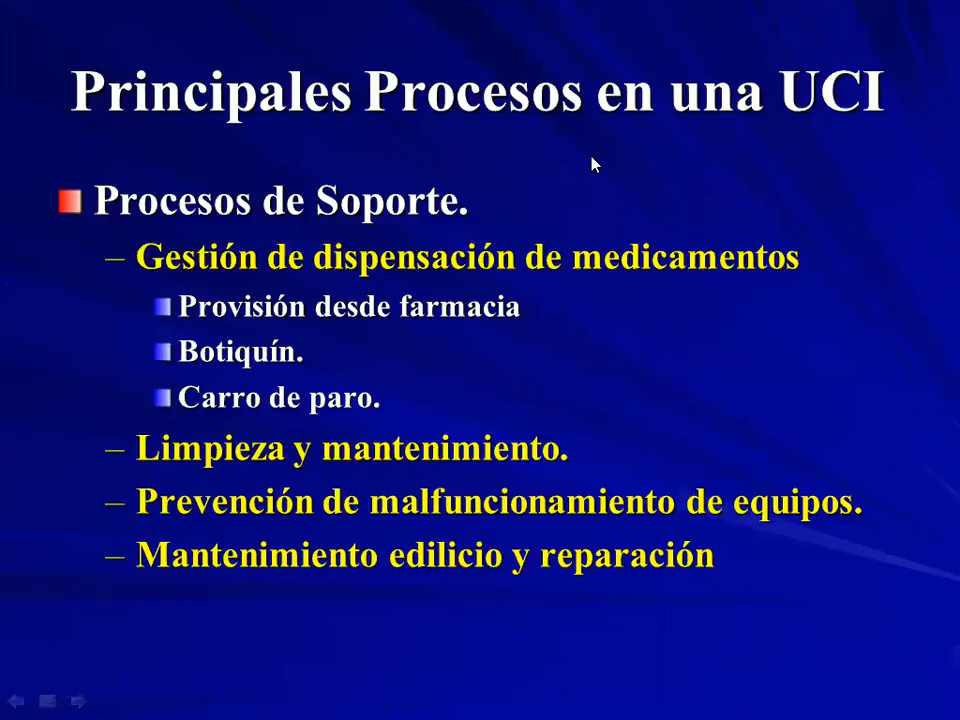 Principales Procesos en una UCI
Procesos de Soporte.
– Gestión de dispensación de medicamentos
Provisión desde farmacia
Botiquín.
Carro de paro.
– Limpieza y mantenimiento.
– Prevención de malfuncionamiento de equipos.
– Mantenimiento edilicio y reparación